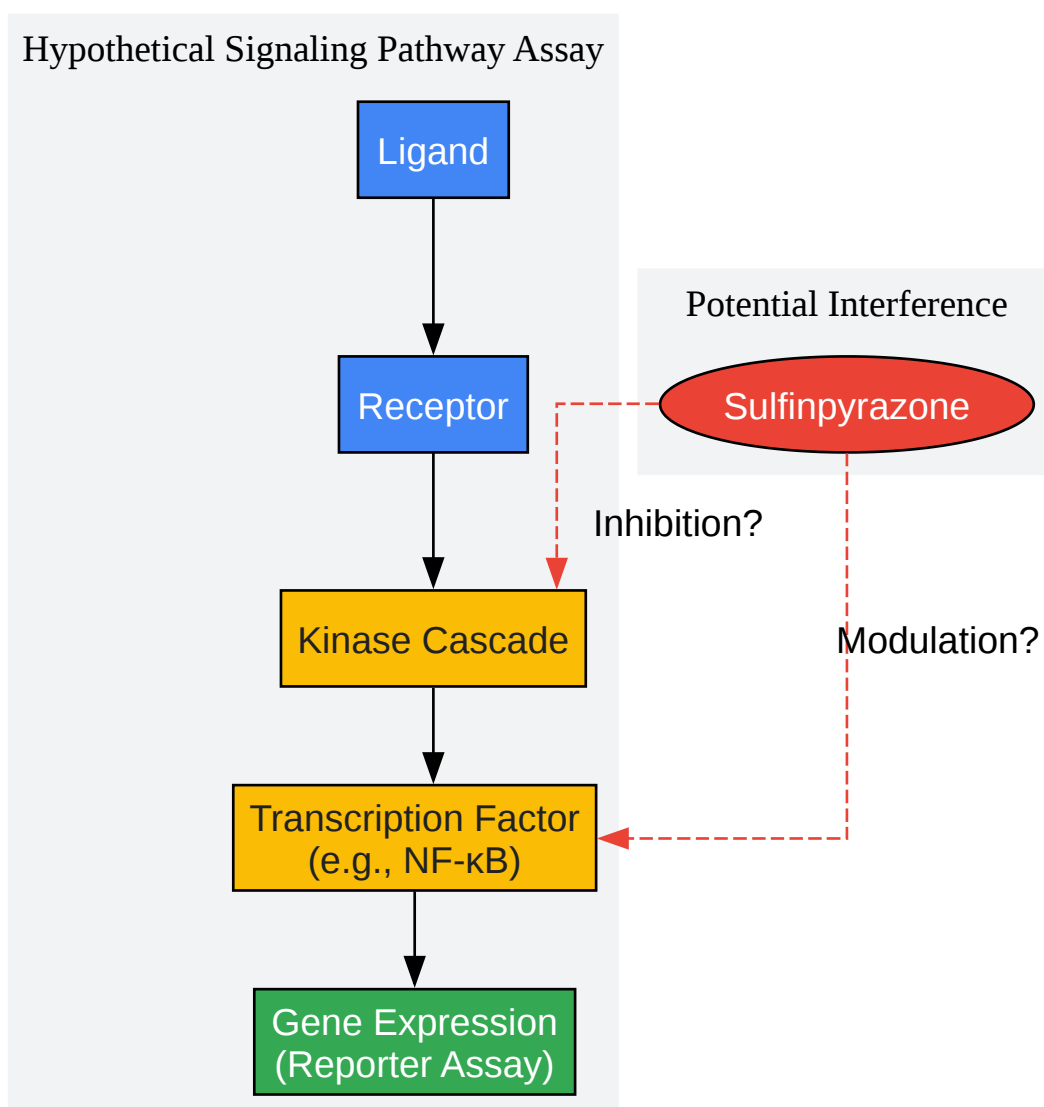 Hypothetical Signaling Pathway Assay
Ligand
Potential Interference
Receptor
Sulfinpyrazone
Inhibition?
Kinase Cascade
Modulation?
Transcription Factor
(e.g., NF-κB)
Gene Expression
(Reporter Assay)